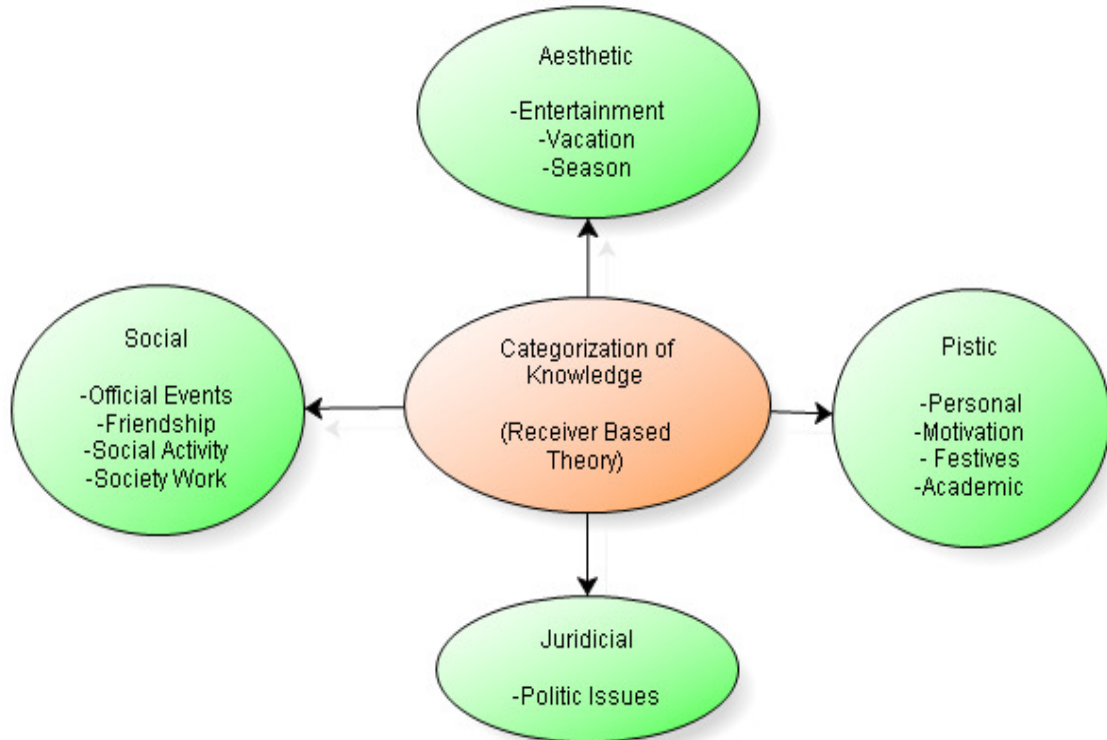 Aesthetic
-Entertainment
-Vacation
-Season
Social
-Official Events
-Friendship
-Social Activity
-Society Work
Categorization of
Knowledge
(Receiver Based
Theory)
Pistic
-Personal
-Motivation
- Festives
-Academic
Juridicial
-Politic Issues